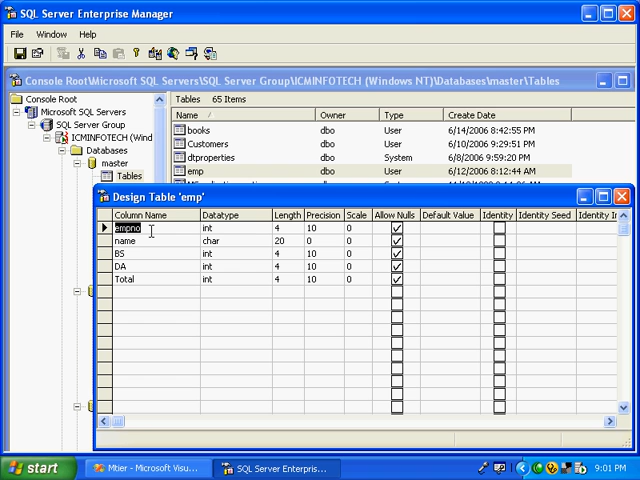 SQL Server Enterprise Manager
File Window Help
Console Root\Microsoft SQL Servers\SQL Server Group\ICMINFOTECH (Windows NT)\Databases\master\Tables
Console Root
Microsoft SQL Servers
SQL Server Group
ICMINFOTECH (Wind
Databases
master
Tables
Tables 65 Items
Name Owner Type Create Date
books dbo User 6/14/2006 8:42:55 PM
Customers dbo User 6/10/2006 9:29:51 PM
dtproperties dbo System 6/8/2006 9:59:20 PM
emp dbo User 6/12/2006 8:12:44 AM
Design Table 'emp'
Column Name Datatype Length Precision Scale Allow Nulls Default Value Identity Identity Seed Identity In
empno int 4 10 0
name char 20 0 0
BS int 4 10 0
DA int 4 10 0
Total int 4 10 0
start Mtier - Microsoft Visu... SQL Server Enterpris... 9:01 PM